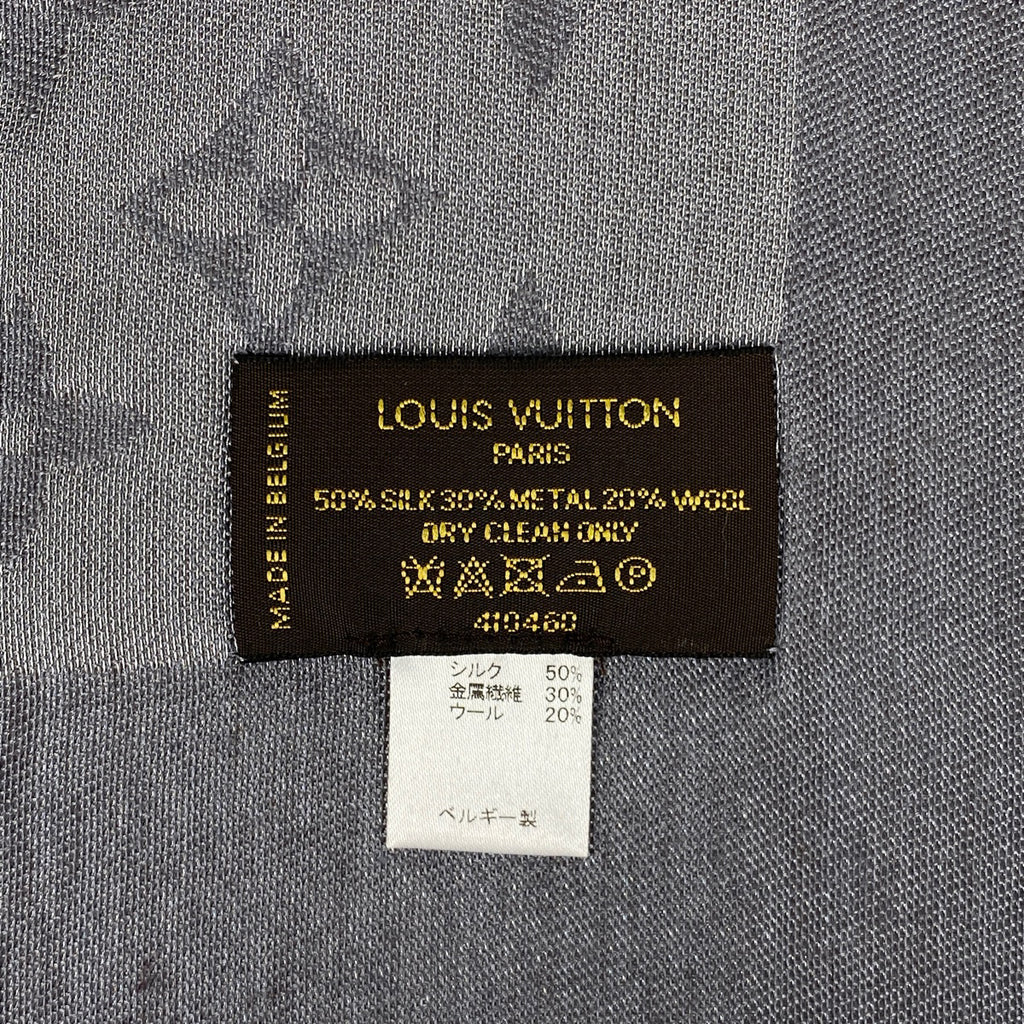 MADE IN BELGIUM
LOUIS VUITTON
PARIS
50% SILK 30% METAL 20% WOOL
DRY CLEAN ONLY
P
410460
シルク 50%
金属繊維 30%
ウール 20%
ベルギー製